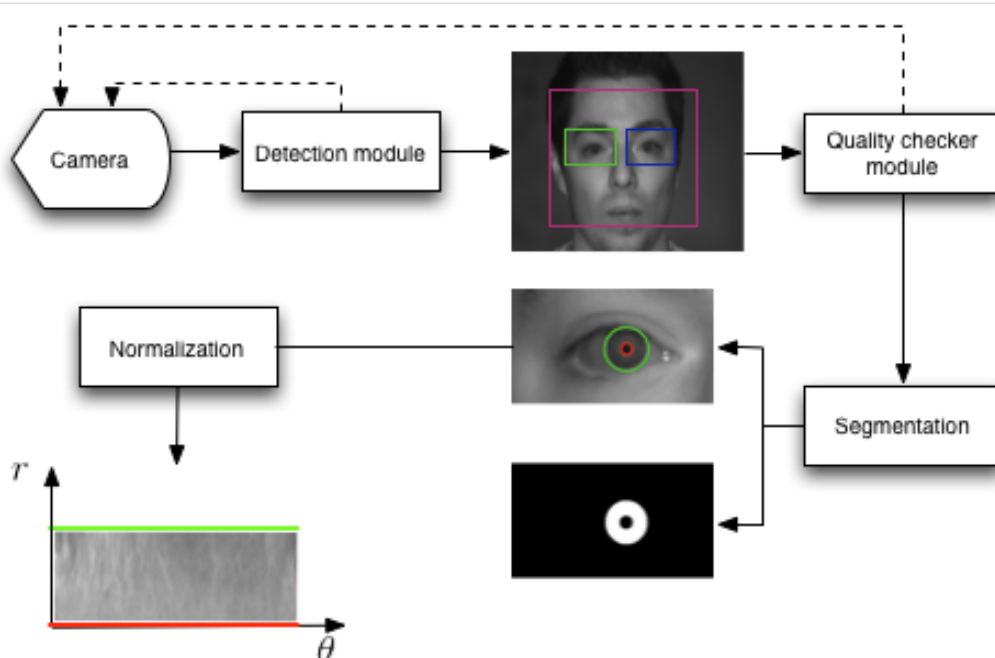 Camera
Detection module
Quality checker
module
Normalization
Segmentation
r
θ